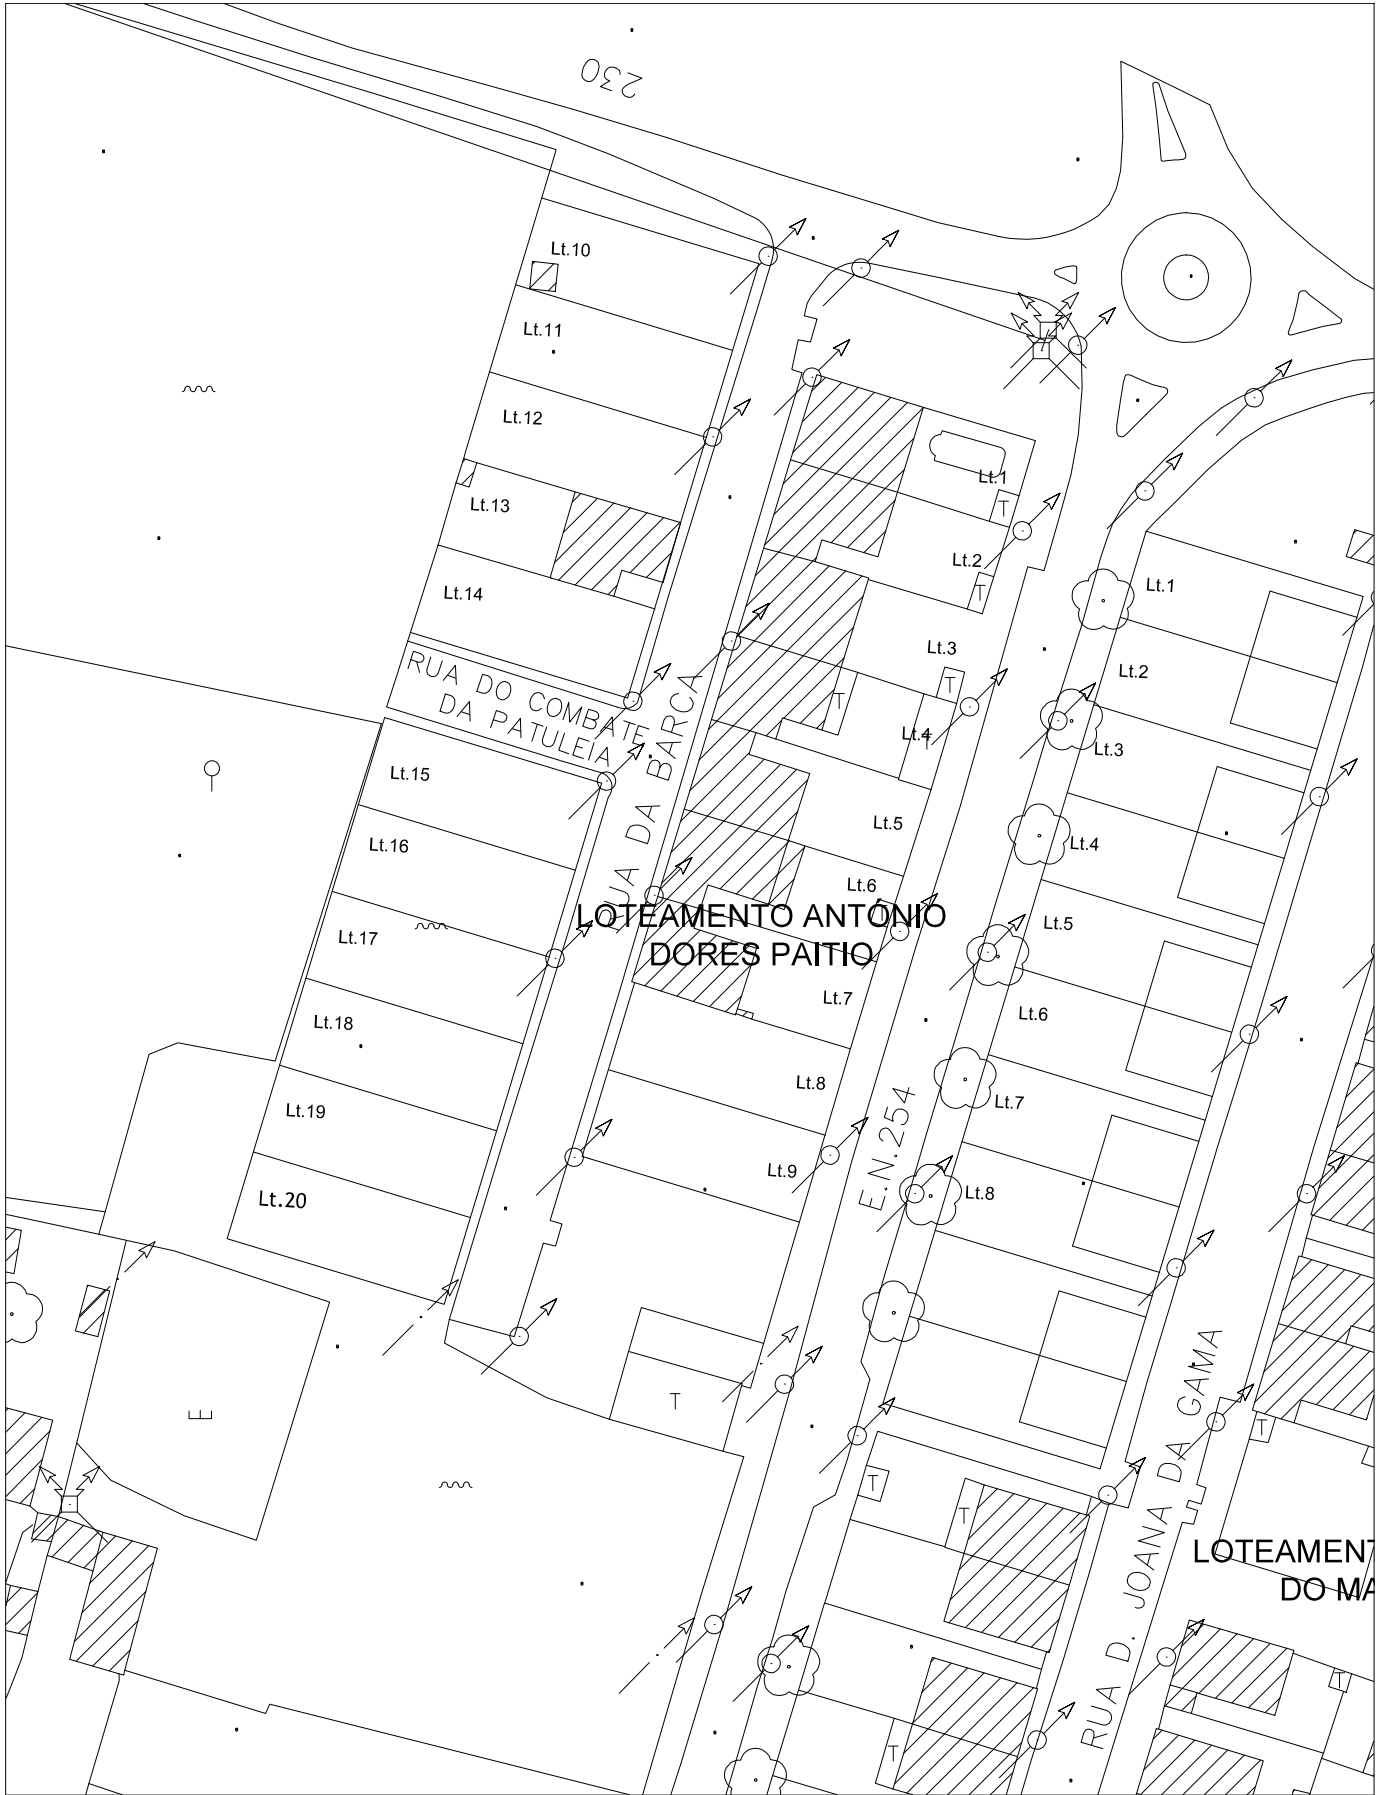 230
Lt.10
Lt.11
Lt.12
Lt.13
Lt.14
RUA DO COMBATE
DA PATULEIA
Lt.15
Lt.16
Lt.17
Lt.18
Lt.19
Lt.20
RUA DA BARCA
Lt.1
T
Lt.2
T
Lt.3
T
T
Lt.4
T
Lt.5
Lt.6
T
LOTEAMENTO ANTÓNIO
DORES PAITIO
Lt.7
Lt.8
Lt.9
T
E.N.254
Lt.1
Lt.2
Lt.3
Lt.4
Lt.5
Lt.6
Lt.7
Lt.8
T
T
T
RUA D. JOANA DA GAMA
T
T
LOTEAMENT
DO MA
E